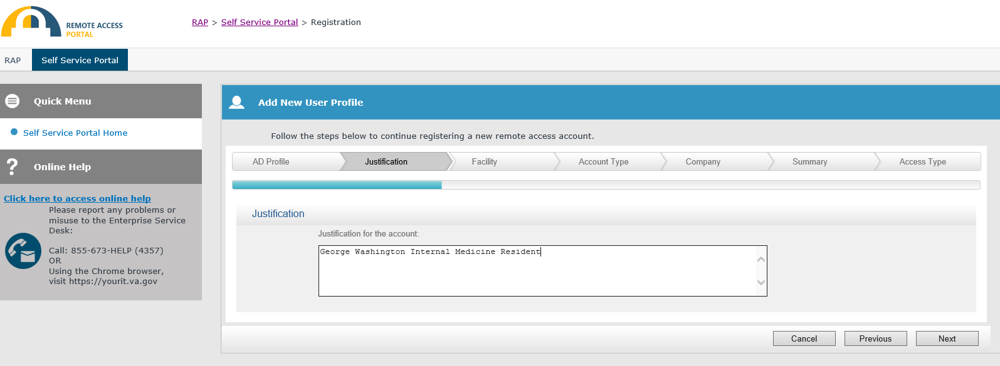 REMOTE ACCESS
PORTAL
RAP > Self Service Portal > Registration
RAP
Self Service Portal
Quick Menu
Self Service Portal Home
Online Help
Click here to access online help
Please report any problems or
misuse to the Enterprise Service
Desk:
Call: 855-673-HELP (4357)
OR
Using the Chrome browser,
visit https://yourit.va.gov
Add New User Profile
Follow the steps below to continue registering a new remote access account.
AD Profile
Justification
Facility
Account Type
Company
Summary
Access Type
Justification
Justification for the account:
George Washington Internal Medicine Resident
Cancel
Previous
Next